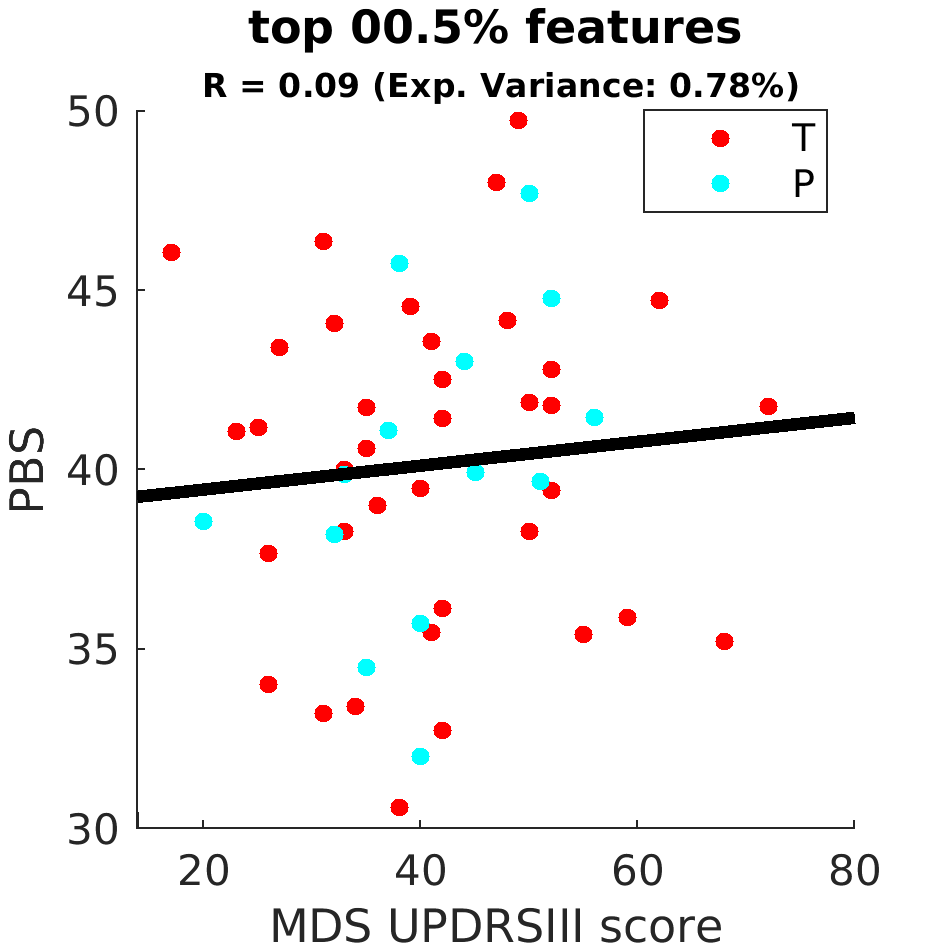 top 00.5% features
R = 0.09 (Exp. Variance: 0.78%)
50
T
P
45
40
35
30
PBS
20 40 60 80
MDS UPDRSIII score